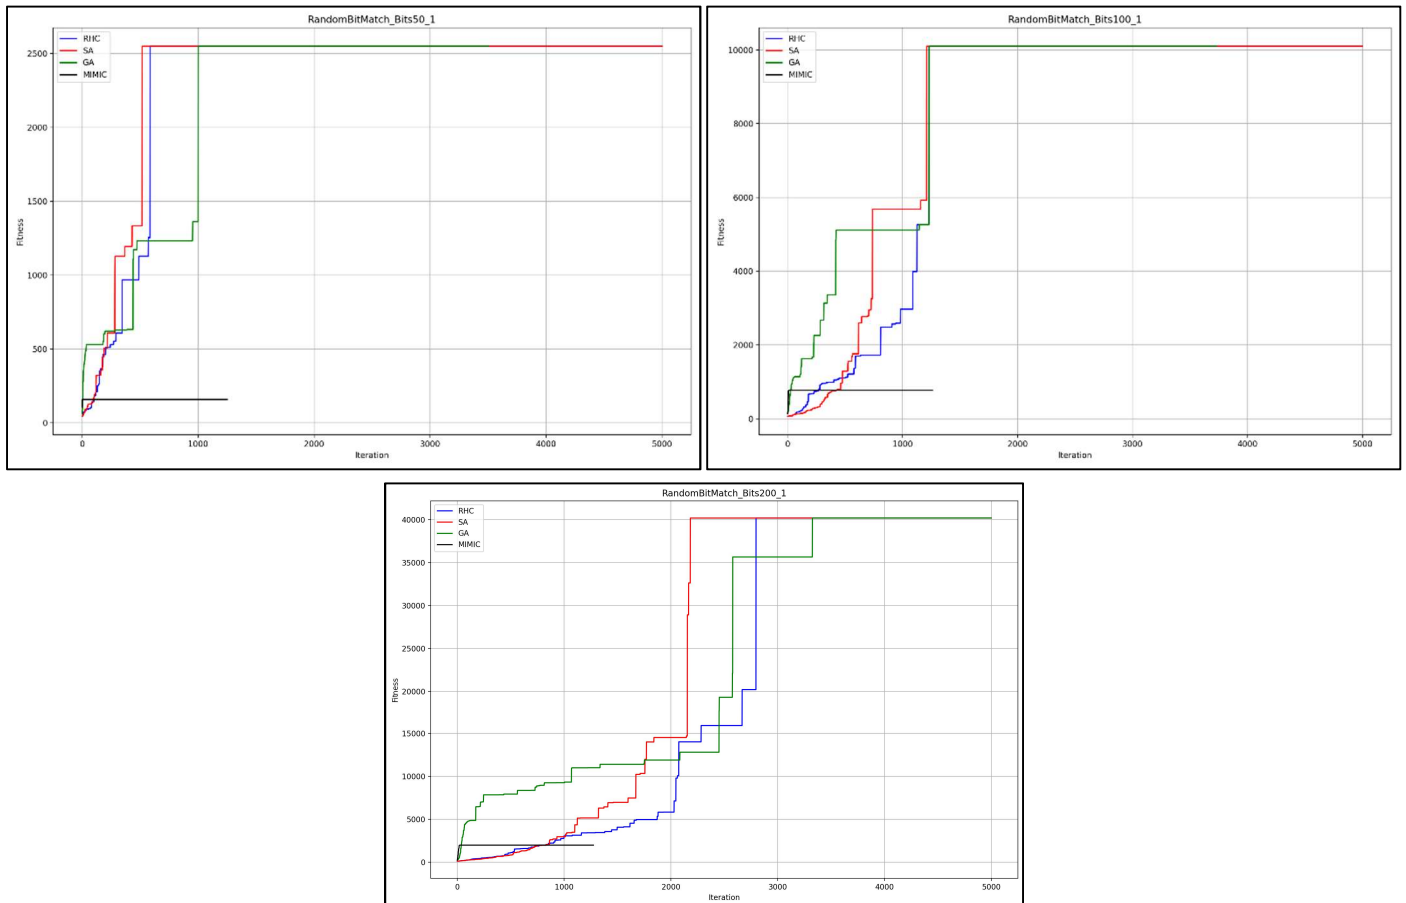 RandomBitMatch_Bits50_1
RHC
SA
GA
MIMIC
2500
2000
1500
1000
500
0
Fitness
0 1000 2000 3000 4000 5000
Iteration
RandomBitMatch_Bits100_1
RHC
SA
GA
MIMIC
10000
8000
6000
4000
2000
0
Fitness
0 1000 2000 3000 4000 5000
Iteration
RandomBitMatch_Bits200_1
RHC
SA
GA
MIMIC
40000
35000
30000
25000
20000
15000
10000
5000
0
Fitness
0 1000 2000 3000 4000 5000
Iteration